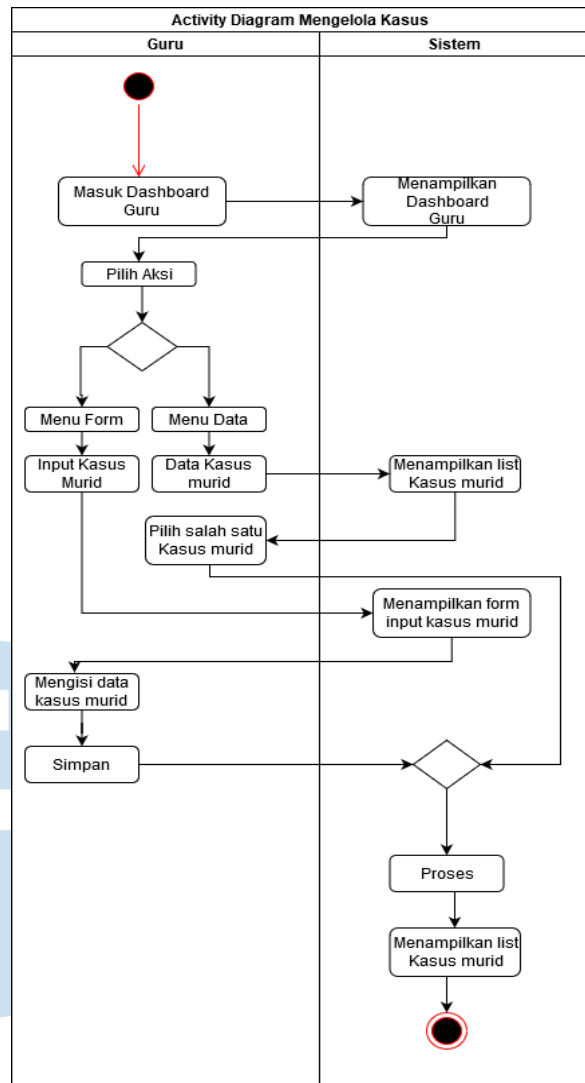 Activity Diagram Mengelola Kasus
Guru
Sistem
Masuk Dashboard
Guru
Menampilkan
Dashboard
Guru
Pilih Aksi
Menu Form
Menu Data
Input Kasus
Murid
Data Kasus
murid
Menampilkan list
Kasus murid
Pilih salah satu
Kasus murid
Menampilkan form
input kasus murid
Mengisi data
kasus murid
Simpan
Proses
Menampilkan list
Kasus murid